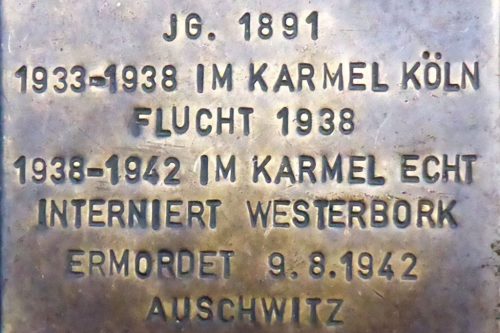 JG. 1891
1933-1938 IM KARMEL KÖLN
FLUCHT 1938
1938-1942 IM KARMEL ECHT
INTERNIERT WESTERBORK
ERMORDET 9.8.1942
AUSCHWITZ